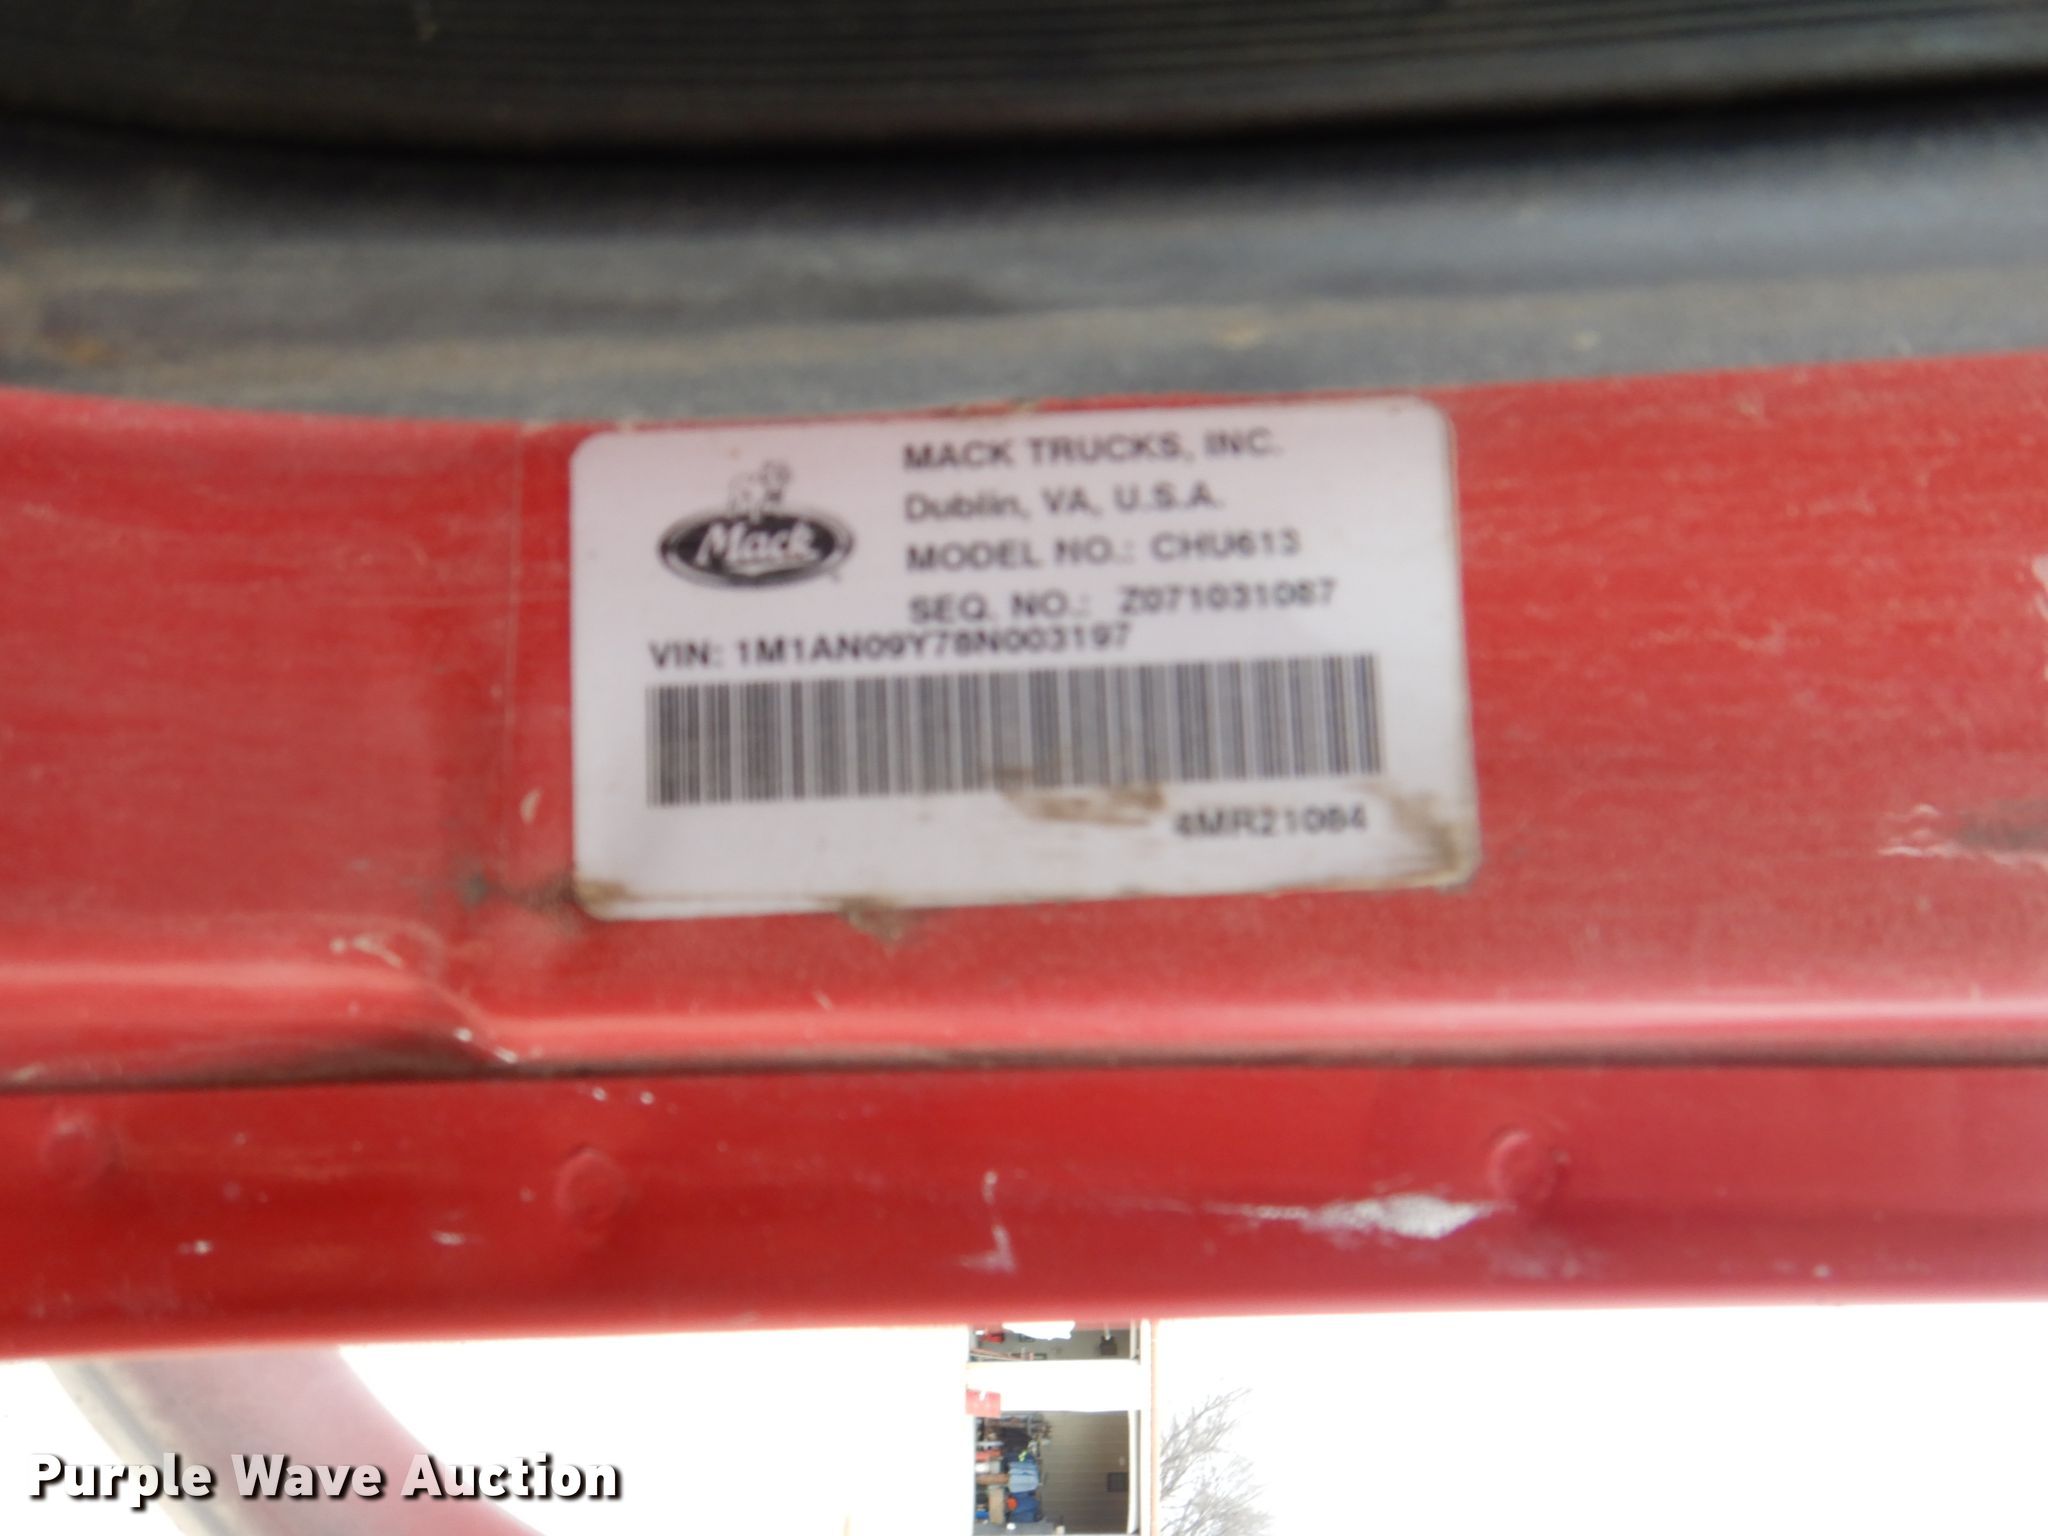 MACK TRUCKS, INC.
Dublin, VA, U.S.A.
Mack
MODEL NO.: CHU613
SEQ. NO.: Z071031087
VIN: 1M1AN09Y78N003197
4MR21084
Purple Wave Auction